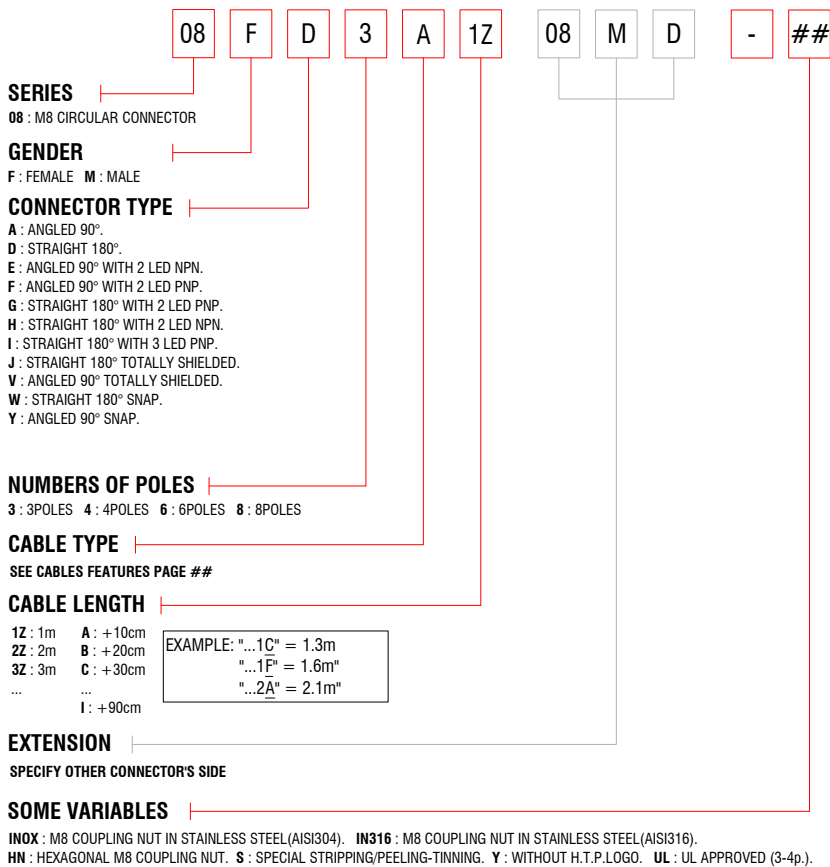 08 F D 3 A 1Z 08 M D - ##
SERIES
08 : M8 CIRCULAR CONNECTOR
GENDER
F : FEMALE M : MALE
CONNECTOR TYPE
A : ANGLED 90°.
D : STRAIGHT 180°.
E : ANGLED 90° WITH 2 LED NPN.
F : ANGLED 90° WITH 2 LED PNP.
G : STRAIGHT 180° WITH 2 LED PNP.
H : STRAIGHT 180° WITH 2 LED NPN.
I : STRAIGHT 180° WITH 3 LED PNP.
J : STRAIGHT 180° TOTALLY SHIELDED.
V : ANGLED 90° TOTALLY SHIELDED.
W : STRAIGHT 180° SNAP.
Y : ANGLED 90° SNAP.
NUMBERS OF POLES
3 : 3POLES 4 : 4POLES 6 : 6POLES 8 : 8POLES
CABLE TYPE
SEE CABLES FEATURES PAGE ##
CABLE LENGTH
1Z : 1m A : +10cm
2Z : 2m B : +20cm
3Z : 3m C : +30cm
... ...
I : +90cm
EXAMPLE: "...1C" = 1.3m
"...1F" = 1.6m"
"...2A" = 2.1m"
EXTENSION
SPECIFY OTHER CONNECTOR'S SIDE
SOME VARIABLES
INOX : M8 COUPLING NUT IN STAINLESS STEEL(AISI304). IN316 : M8 COUPLING NUT IN STAINLESS STEEL(AISI316).
HN : HEXAGONAL M8 COUPLING NUT. S : SPECIAL STRIPPING/PEELING-TINNING. Y : WITHOUT H.T.P.LOGO. UL : UL APPROVED (3-4p.).